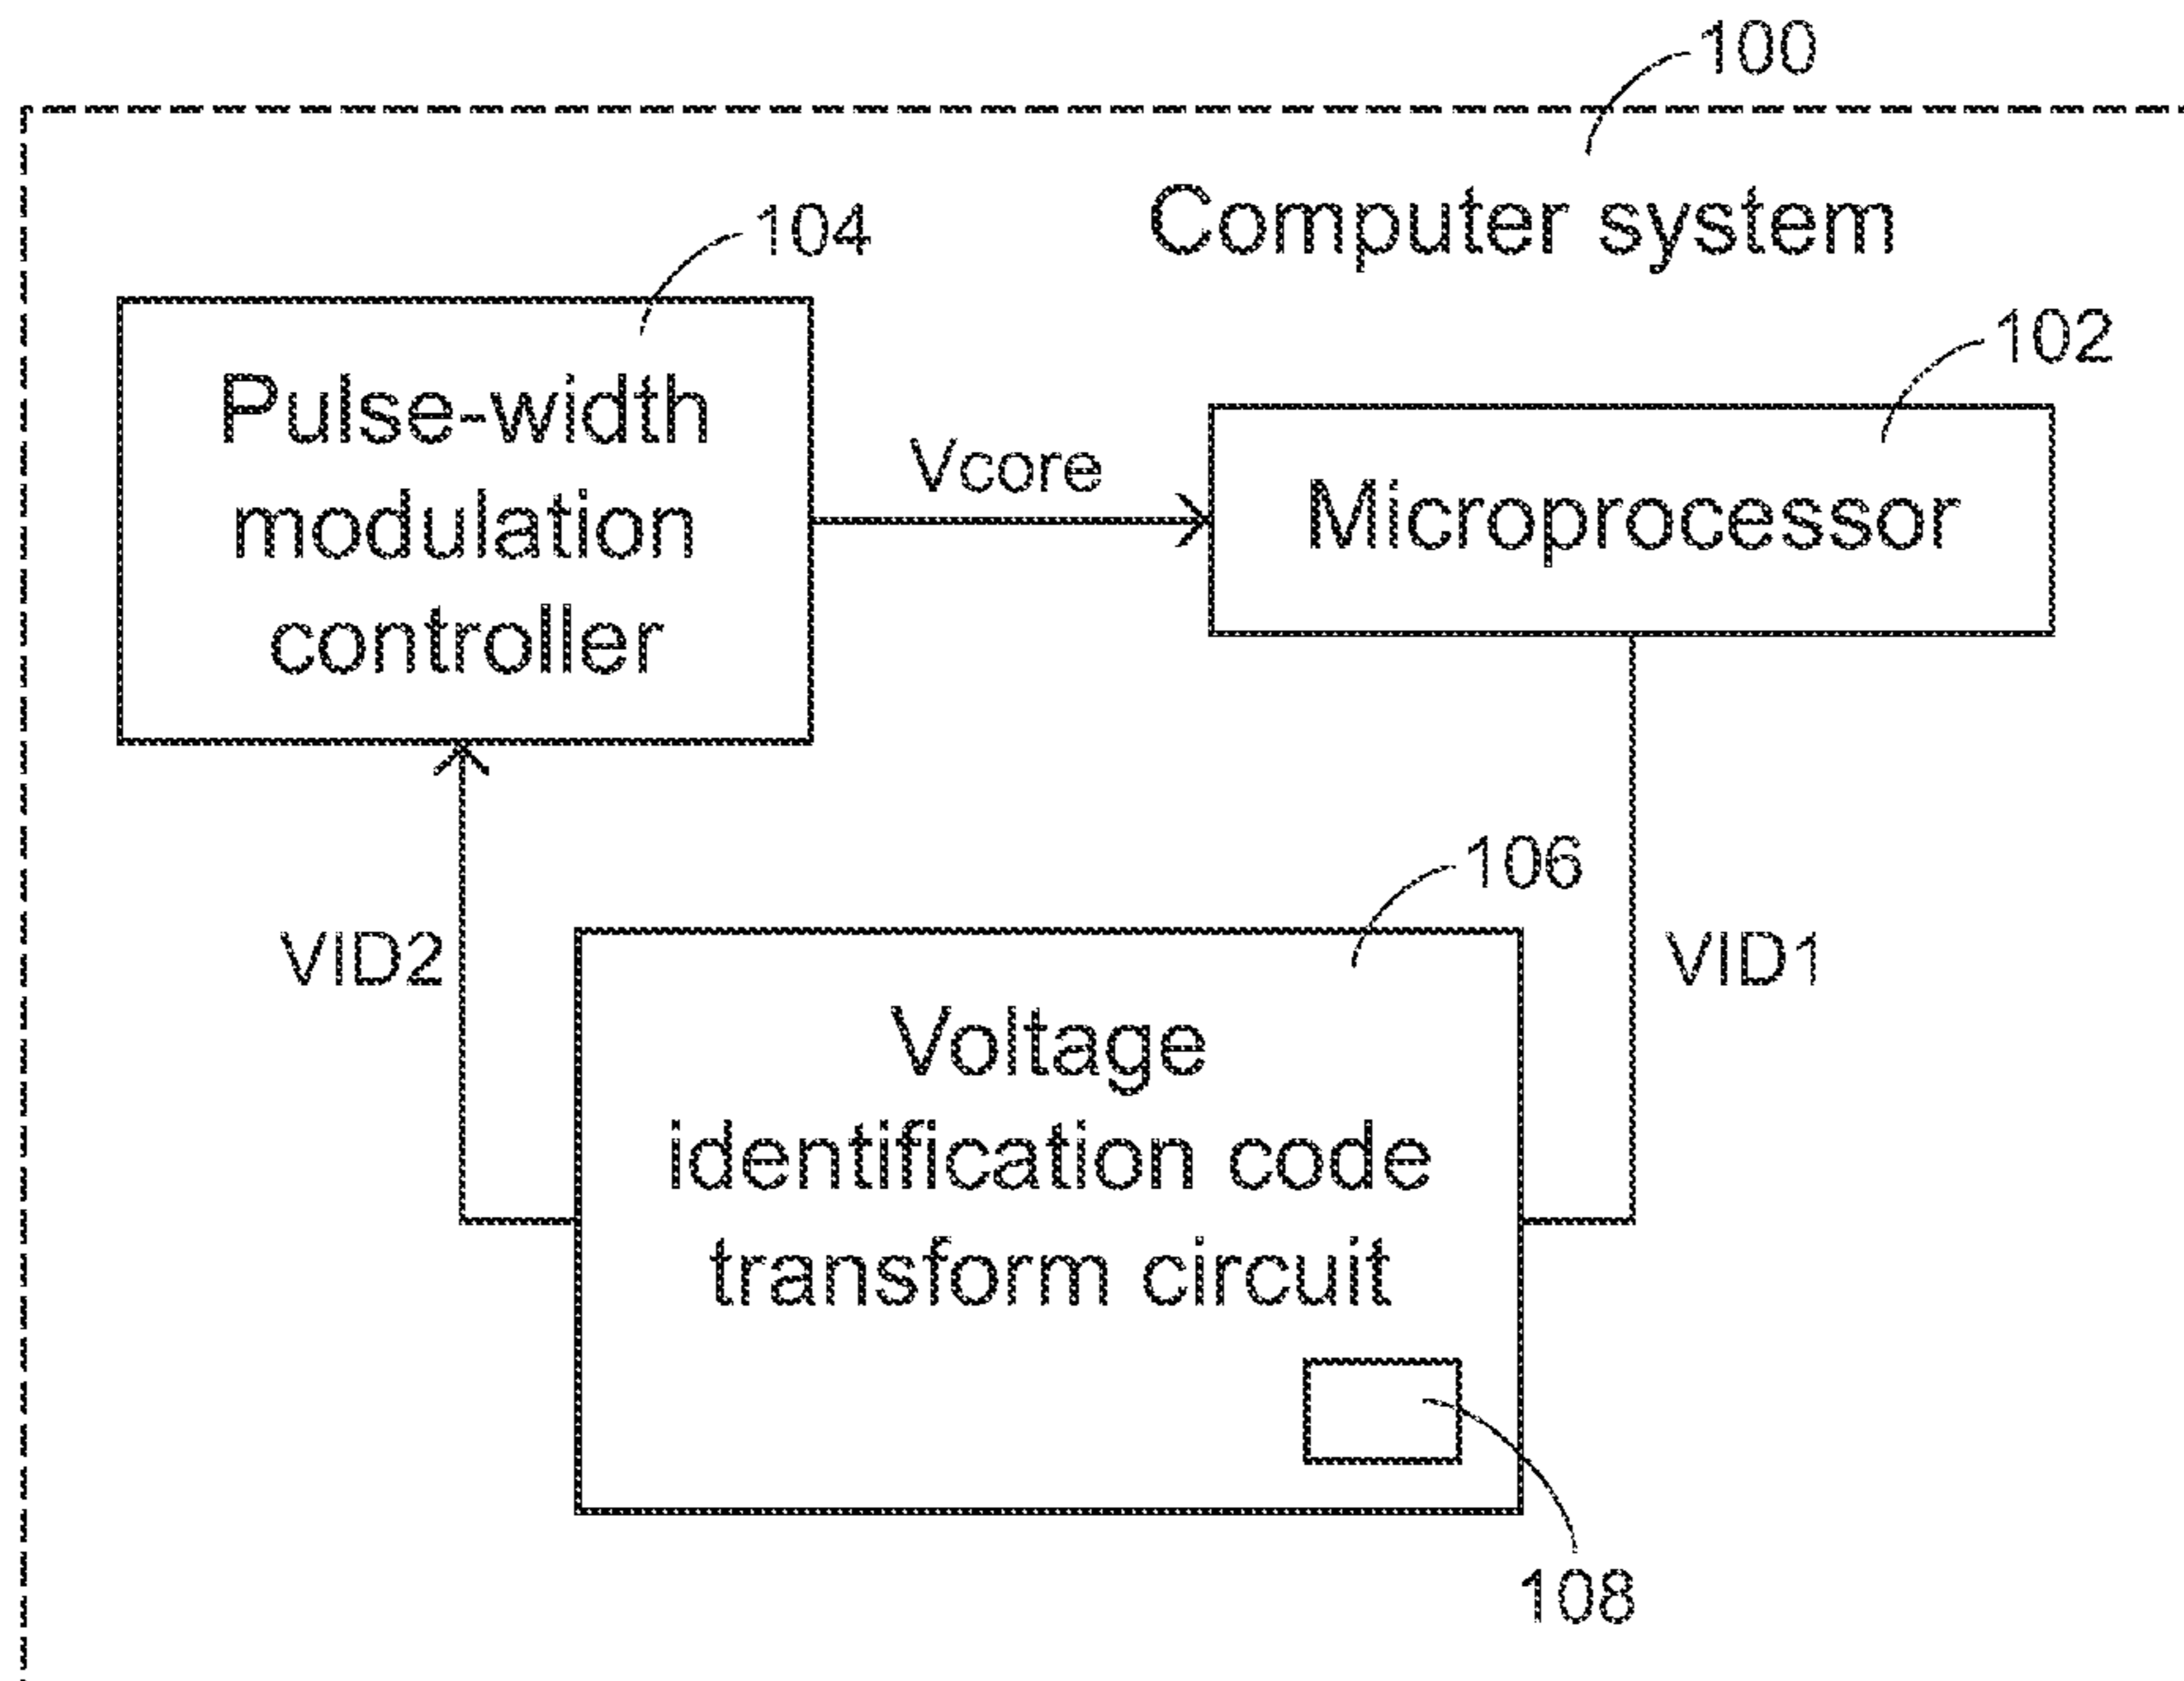 100
Computer system
104
Pulse-width
modulation
controller
Vcore
102
Microprocessor
VID2
106
Voltage
identification code
transform circuit
VID1
108